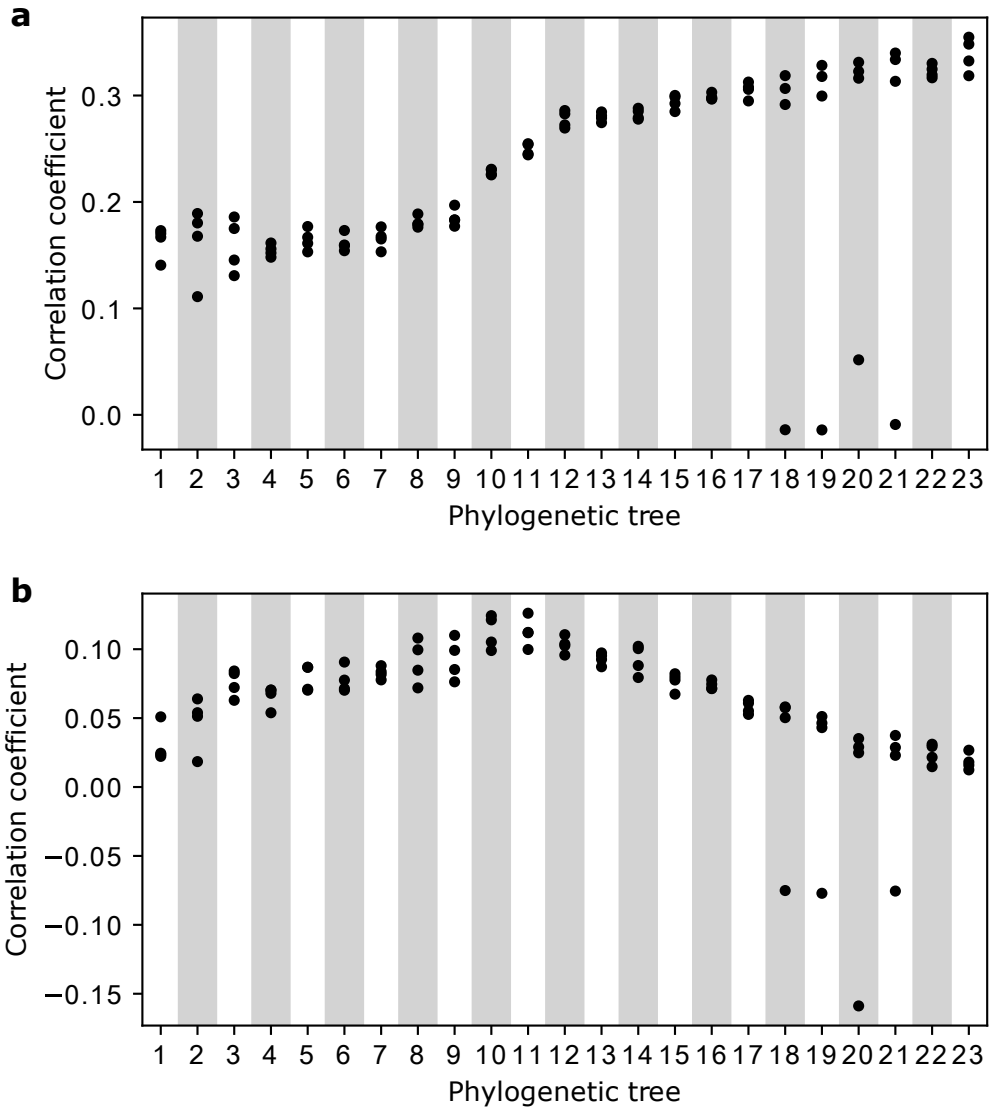 a
Correlation coefficient
0.3
0.2
0.1
0.0
1 2 3 4 5 6 7 8 9 10 11 12 13 14 15 16 17 18 19 20 21 22 23
Phylogenetic tree
b
Correlation coefficient
0.10
0.05
0.00
−0.05
−0.10
−0.15
1 2 3 4 5 6 7 8 9 10 11 12 13 14 15 16 17 18 19 20 21 22 23
Phylogenetic tree